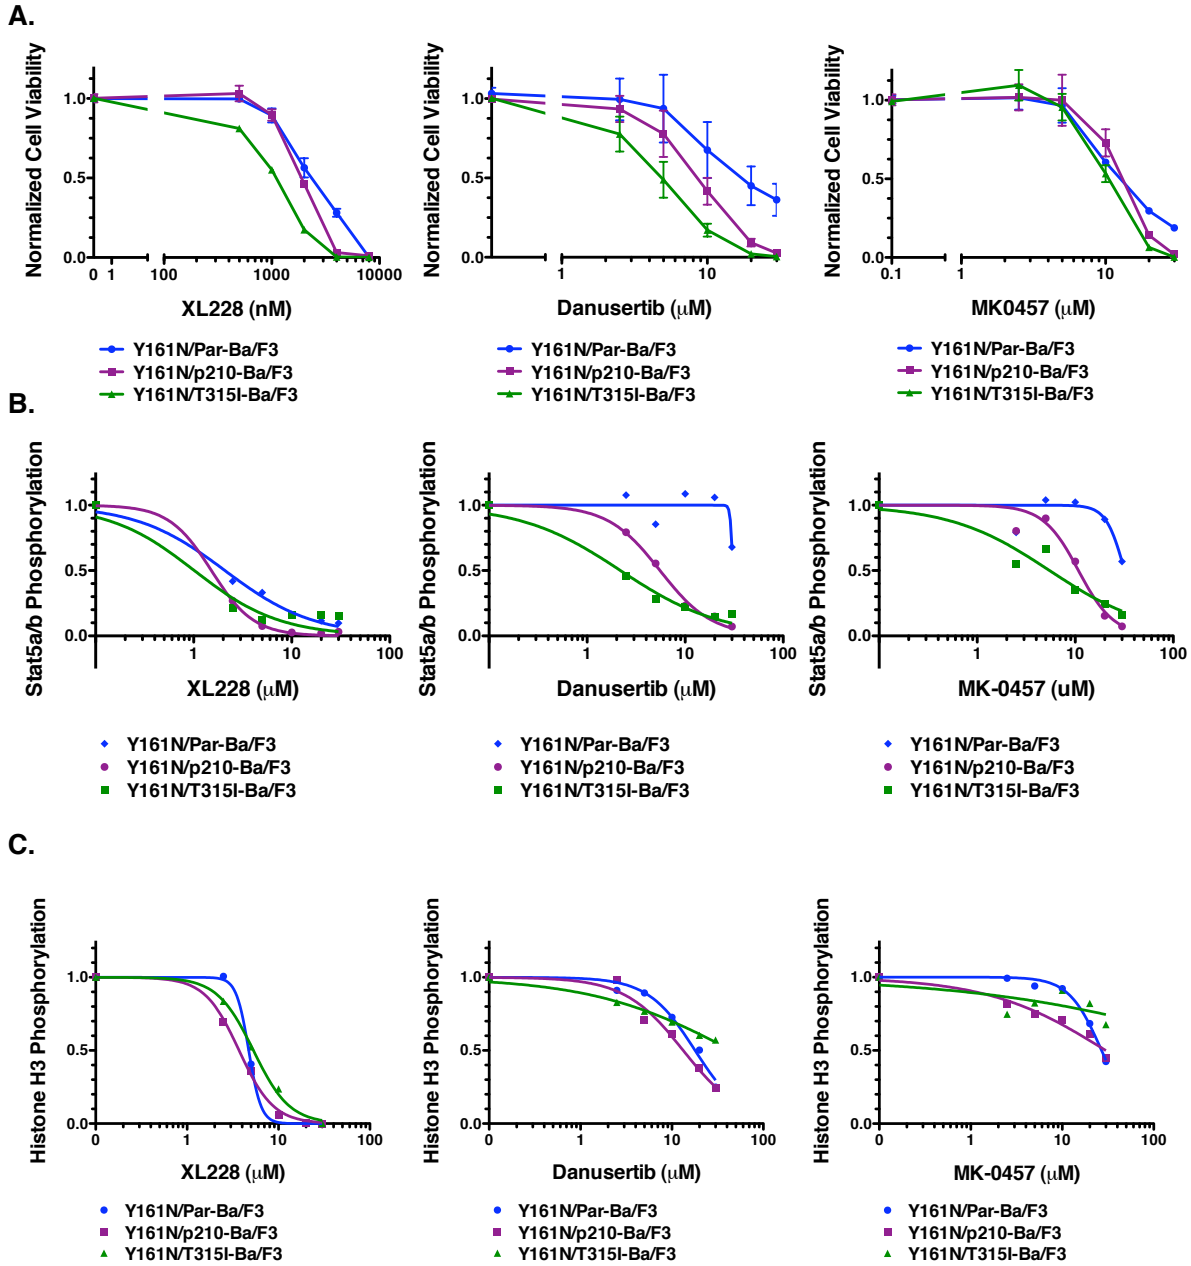 A.
Normalized Cell Viability
1.0
0.5
0.0
0 1 100 1000 10000
XL228 (nM)
Y161N/Par-Ba/F3
Y161N/p210-Ba/F3
Y161N/T315I-Ba/F3
Normalized Cell Viability
1.0
0.5
0.0
1 10
Danusertib (μM)
Y161N/Par-Ba/F3
Y161N/p210-Ba/F3
Y161N/T315I-Ba/F3
Normalized Cell Viability
1.0
0.5
0.0
0.1 1 10
MK0457 (μM)
Y161N/Par-Ba/F3
Y161N/p210-Ba/F3
Y161N/T315I-Ba/F3
B.
Stat5a/b Phosphorylation
1.0
0.5
0.0
1 10 100
XL228 (μM)
Y161N/Par-Ba/F3
Y161N/p210-Ba/F3
Y161N/T315I-Ba/F3
Stat5a/b Phosphorylation
1.0
0.5
0.0
1 10 100
Danusertib (μM)
Y161N/Par-Ba/F3
Y161N/p210-Ba/F3
Y161N/T315I-Ba/F3
Stat5a/b Phosphorylation
1.0
0.5
0.0
1 10 100
MK-0457 (uM)
Y161N/Par-Ba/F3
Y161N/p210-Ba/F3
Y161N/T315I-Ba/F3
C.
Histone H3 Phosphorylation
1.0
0.5
0.0
0 1 10 100
XL228 (μM)
Y161N/Par-Ba/F3
Y161N/p210-Ba/F3
Y161N/T315I-Ba/F3
Histone H3 Phosphorylation
1.0
0.5
0.0
0 1 10 100
Danusertib (μM)
Y161N/Par-Ba/F3
Y161N/p210-Ba/F3
Y161N/T315I-Ba/F3
Histone H3 Phosphorylation
1.0
0.5
0.0
0 1 10 100
MK-0457 (μM)
Y161N/Par-Ba/F3
Y161N/p210-Ba/F3
Y161N/T315I-Ba/F3